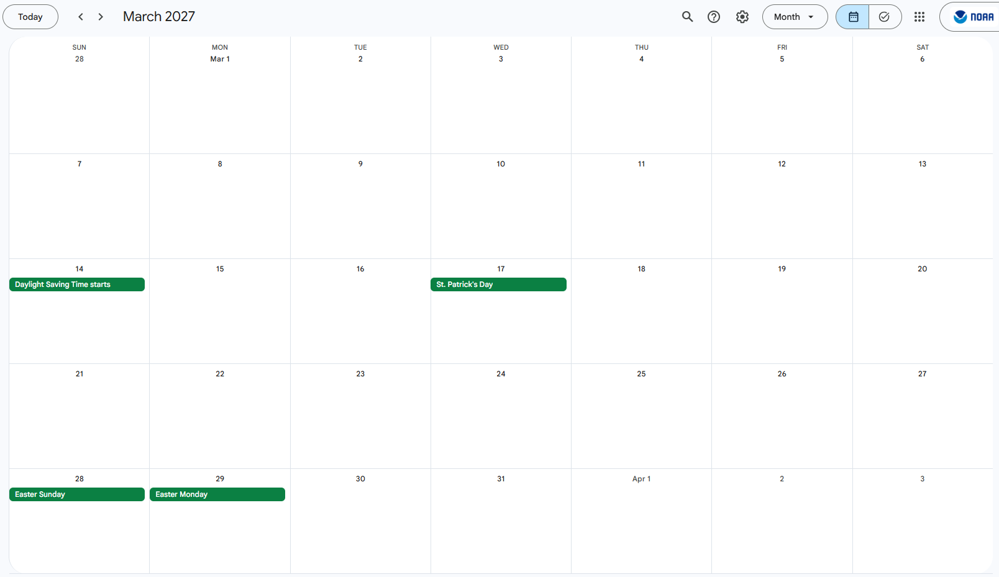 Today
March 2027
Month
NOAA
SUN MON TUE WED THU FRI SAT
28 Mar 1 2 3 4 5 6
7 8 9 10 11 12 13
14 15 16 17 18 19 20
Daylight Saving Time starts St. Patrick's Day
21 22 23 24 25 26 27
28 29 30 31 Apr 1 2 3
Easter Sunday Easter Monday